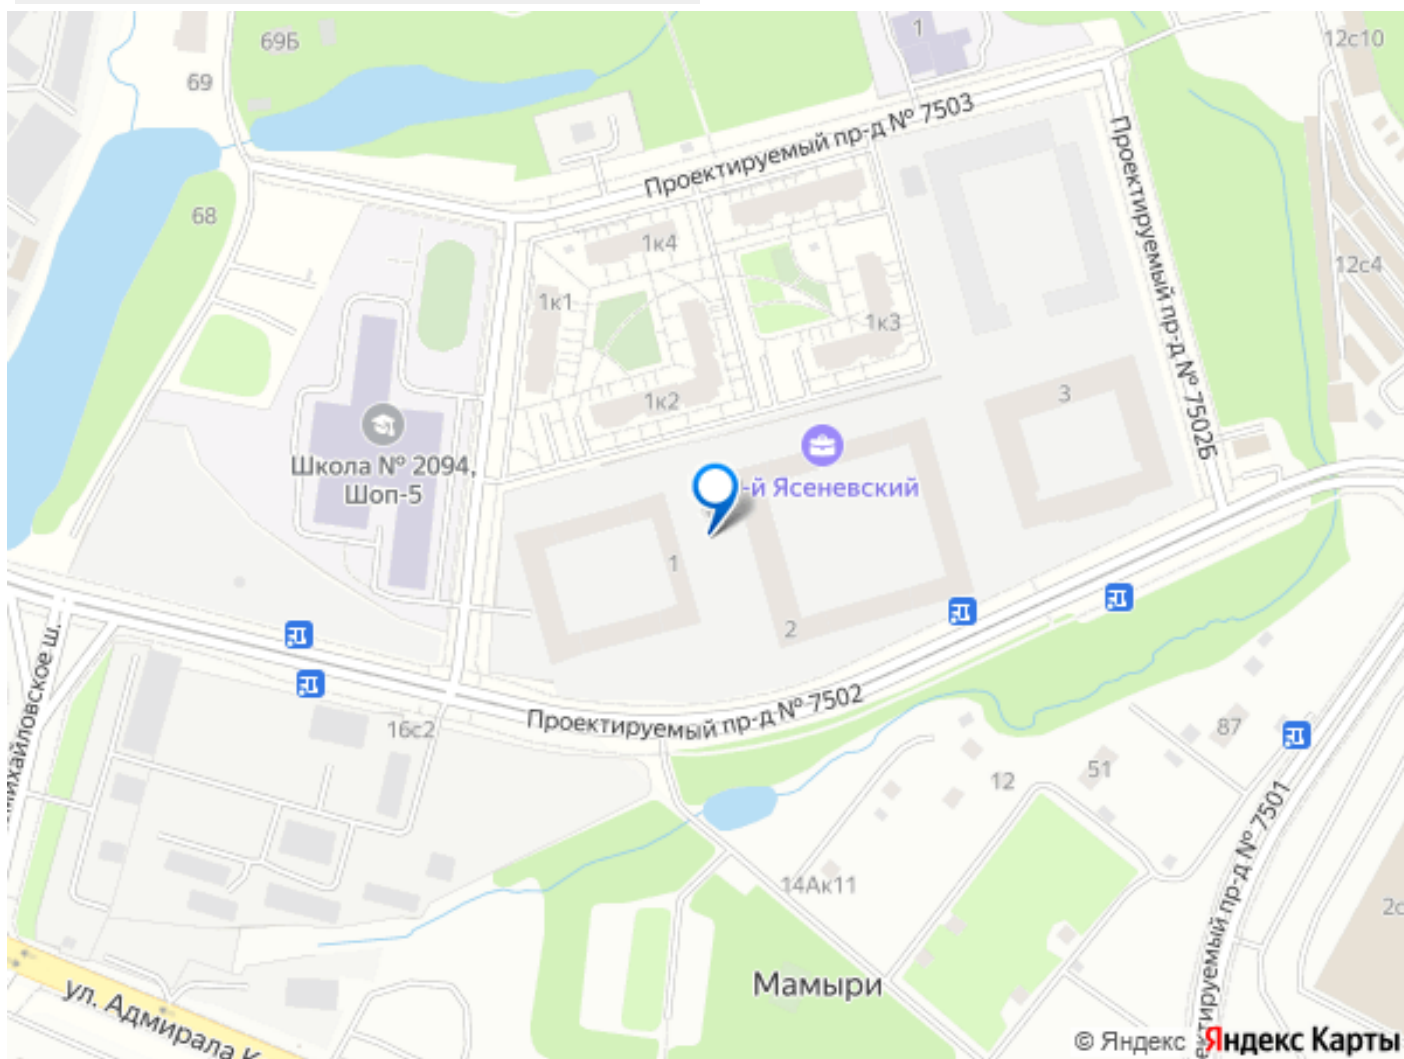 69Б
1
12с10
69
Проектируемый пр-д № 7503
68
1к4
Проектируемый пр-д № 7502Б
12с4
1к1
1к3
1к2
3
Школа № 2094,
Шоп-5
-й Ясеневский
1
2
михайловское ш.
16с2
Проектируемый пр-д № 7502
87
51
12
Проектируемый пр-д № 7501
14Ак11
2с
Мамыри
ул. Адмирала К
© Яндекс Яндекс Карты